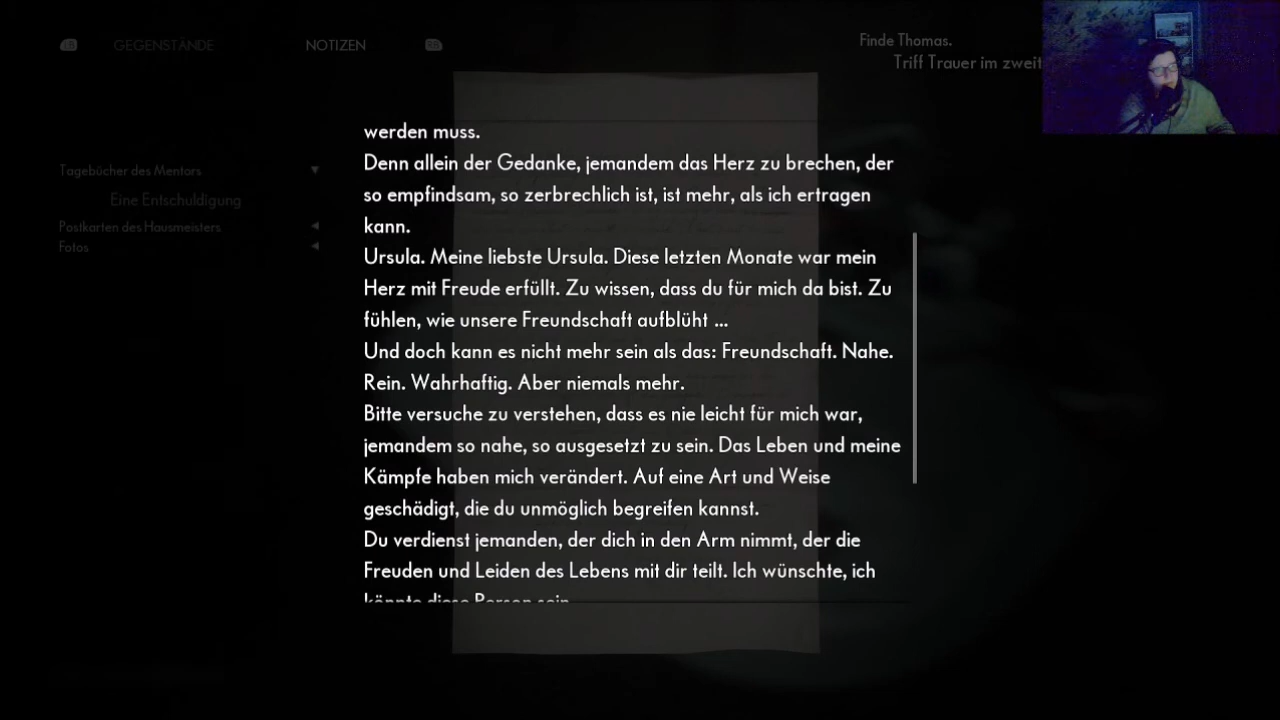 LB
GEGENSTÄNDE
NOTIZEN
RB
Finde Thomas.
Triff Trauer im zweit
Tagebücher des Mentors
Eine Entschuldigung
Postkarten des Hausmeisters
Fotos
werden muss.
Denn allein der Gedanke, jemandem das Herz zu brechen, der
so empfindsam, so zerbrechlich ist, ist mehr, als ich ertragen
kann.
Ursula. Meine liebste Ursula. Diese letzten Monate war mein
Herz mit Freude erfüllt. Zu wissen, dass du für mich da bist. Zu
fühlen, wie unsere Freundschaft aufblüht ...
Und doch kann es nicht mehr sein als das: Freundschaft. Nahe.
Rein. Wahrhaftig. Aber niemals mehr.
Bitte versuche zu verstehen, dass es nie leicht für mich war,
jemandem so nahe, so ausgesetzt zu sein. Das Leben und meine
Kämpfe haben mich verändert. Auf eine Art und Weise
geschädigt, die du unmöglich begreifen kannst.
Du verdienst jemanden, der dich in den Arm nimmt, der die
Freuden und Leiden des Lebens mit dir teilt. Ich wünschte, ich
könnte diese Person sein